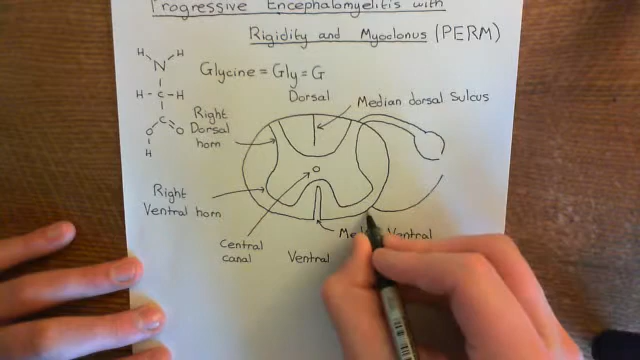 Progressive Encephalomyelitis with
Rigidity and Myoclonus (PERM)
H H
N
H - C - H
C
O O
H
Glycine = Gly = G
Dorsal
Median dorsal Sulcus
Right
Dorsal
horn
Right
Ventral horn
Central
canal
Ventral
Ventral